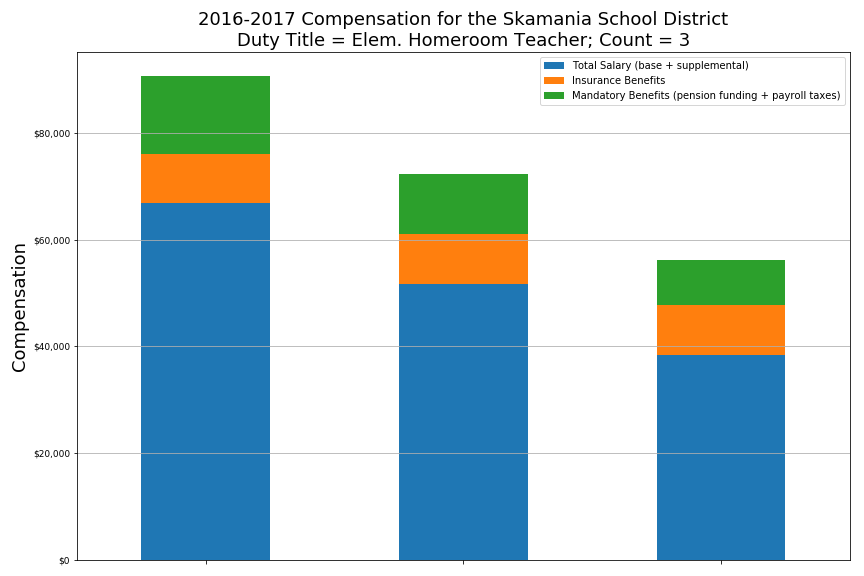 2016-2017 Compensation for the Skamania School District
Duty Title = Elem. Homeroom Teacher; Count = 3
Total Salary (base + supplemental)
Insurance Benefits
Mandatory Benefits (pension funding + payroll taxes)
Compensation
$80,000
$60,000
$40,000
$20,000
$0